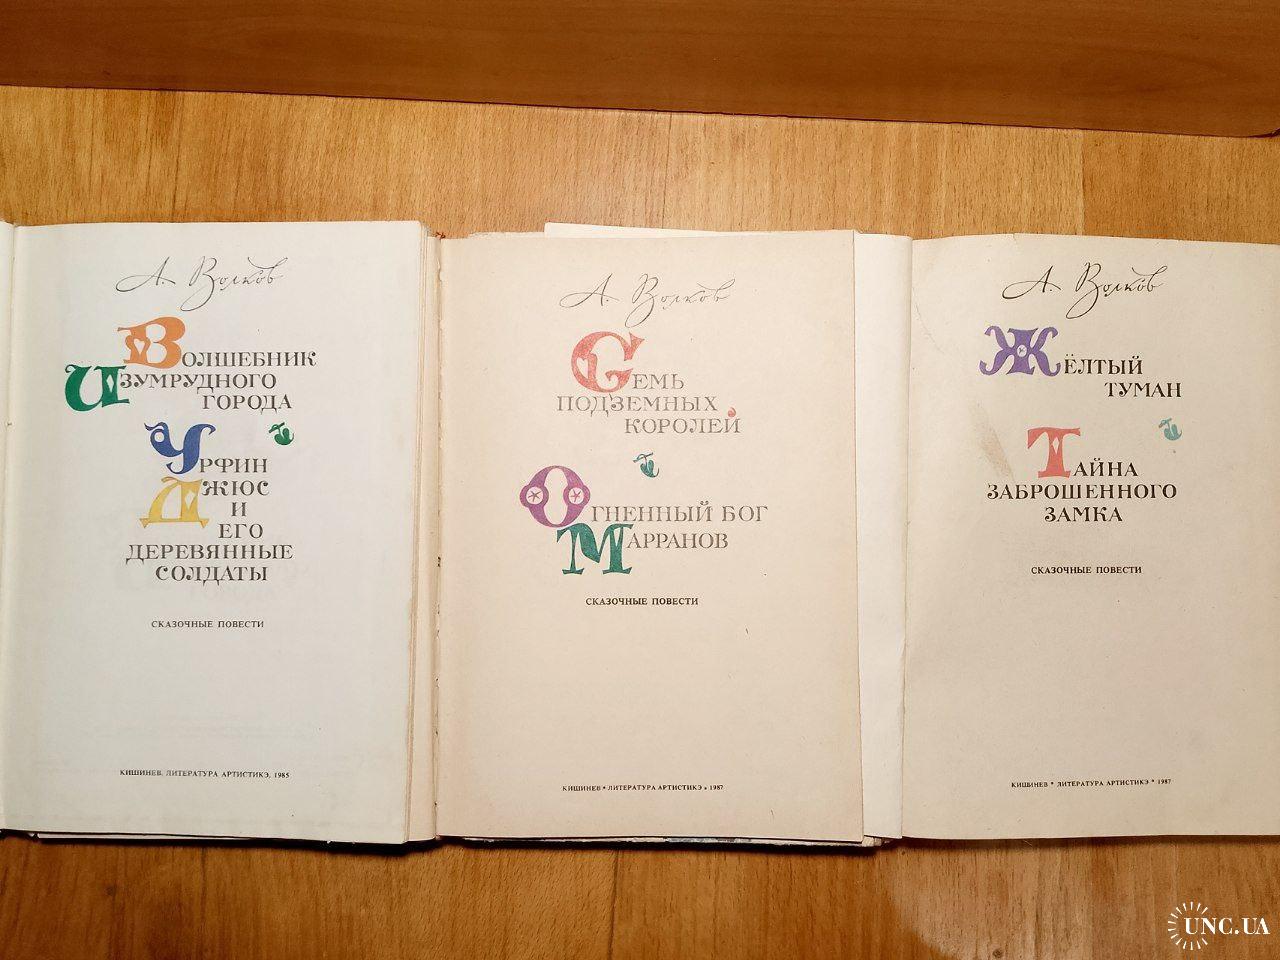 А. Волков
Волшебник
Изумрудного
города
Урфин
Джюс
и
его
деревянные
солдаты
СКАЗОЧНЫЕ ПОВЕСТИ
КИШИНЕВ. ЛИТЕРАТУРА АРТИСТИКЭ, 1985
А. Волков
Семь
подземных
королей
Огненный бог
Марранов
СКАЗОЧНЫЕ ПОВЕСТИ
КИШИНЕВ * ЛИТЕРАТУРА АРТИСТИКЭ * 1987
А. Волков
Жёлтый
туман
Тайна
заброшенного
замка
СКАЗОЧНЫЕ ПОВЕСТИ
КИШИНЕВ * ЛИТЕРАТУРА АРТИСТИКЭ * 1987
UNC.UA